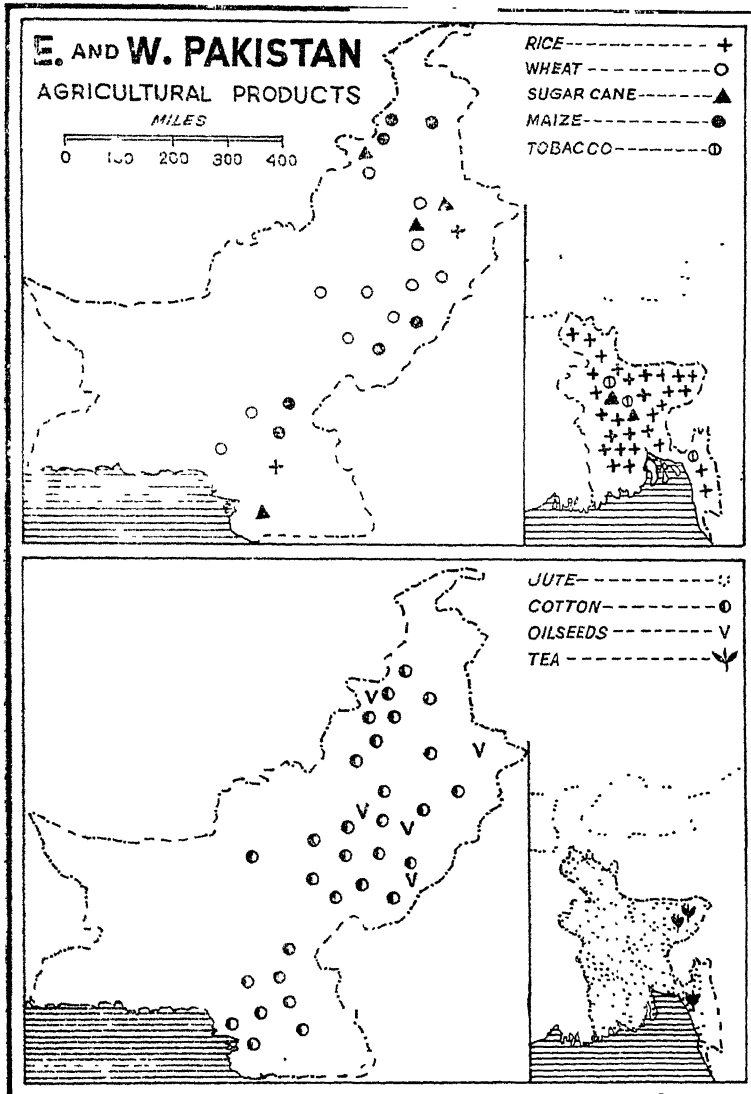 E. AND W. PAKISTAN
AGRICULTURAL PRODUCTS
MILES
0 100 200 300 400
RICE
WHEAT
SUGAR CANE
MAIZE
TOBACCO
JUTE
COTTON
OILSEEDS
TEA